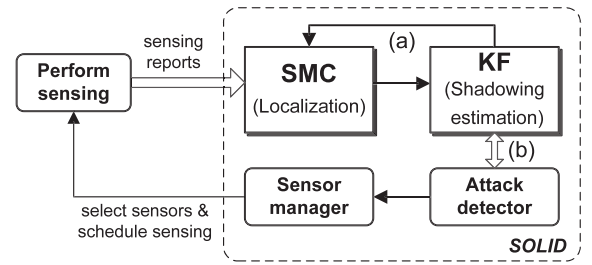 sensing
reports
(a)
Perform
sensing
SMC
(Localization)
KF
(Shadowing
estimation)
(b)
Sensor
manager
Attack
detector
select sensors &
schedule sensing
SOLID